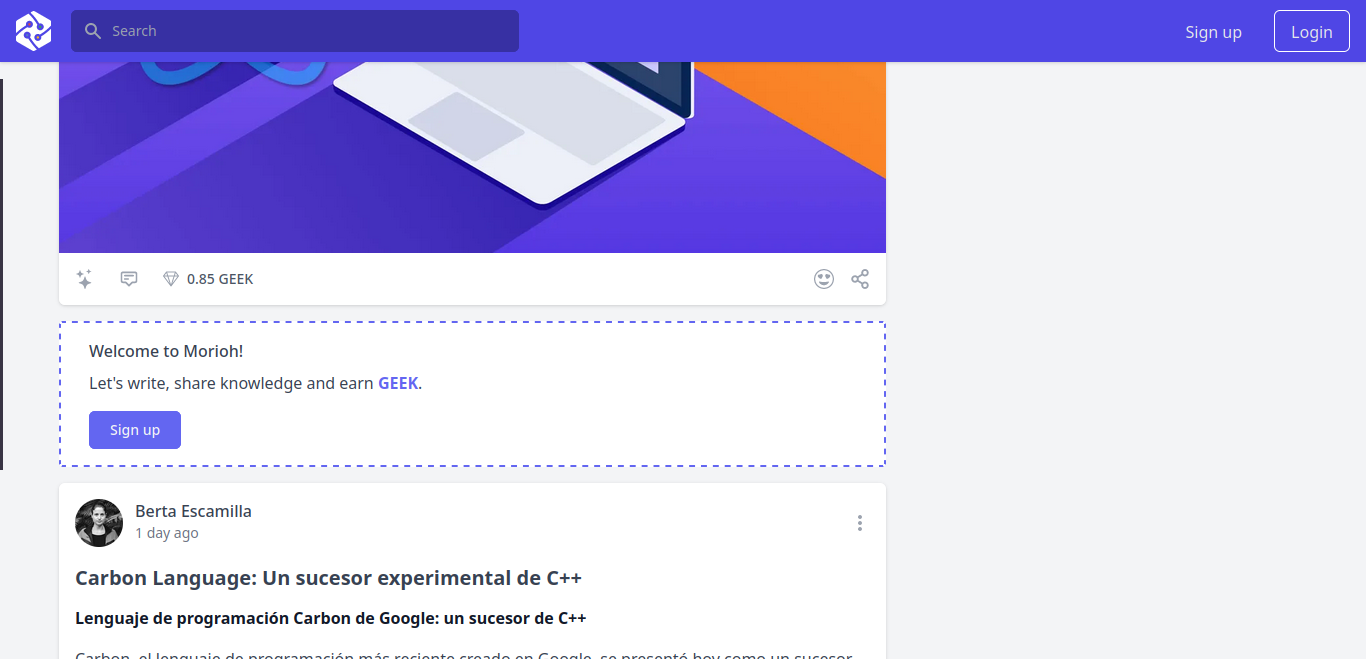 Search
Sign up
Login
0.85 GEEK
Welcome to Morioh!
Let's write, share knowledge and earn GEEK.
Sign up
Berta Escamilla
1 day ago
Carbon Language: Un sucesor experimental de C++
Lenguaje de programación Carbon de Google: un sucesor de C++
Carbon, el lenguaje de programación más reciente creado en Google, se presentó hoy como un sucesor